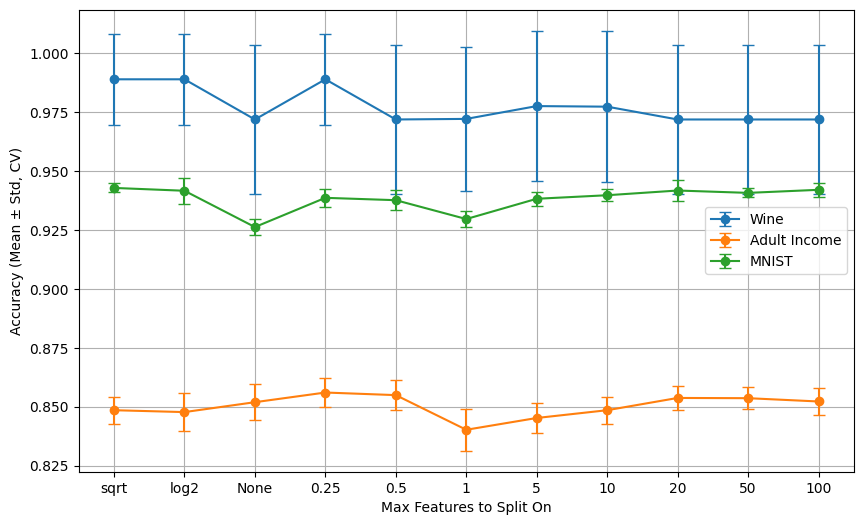 1.000
0.975
0.950
0.925
0.900
0.875
0.850
0.825
Accuracy (Mean ± Std, CV)
Wine
Adult Income
MNIST
sqrt log2 None 0.25 0.5 1 5 10 20 50 100
Max Features to Split On